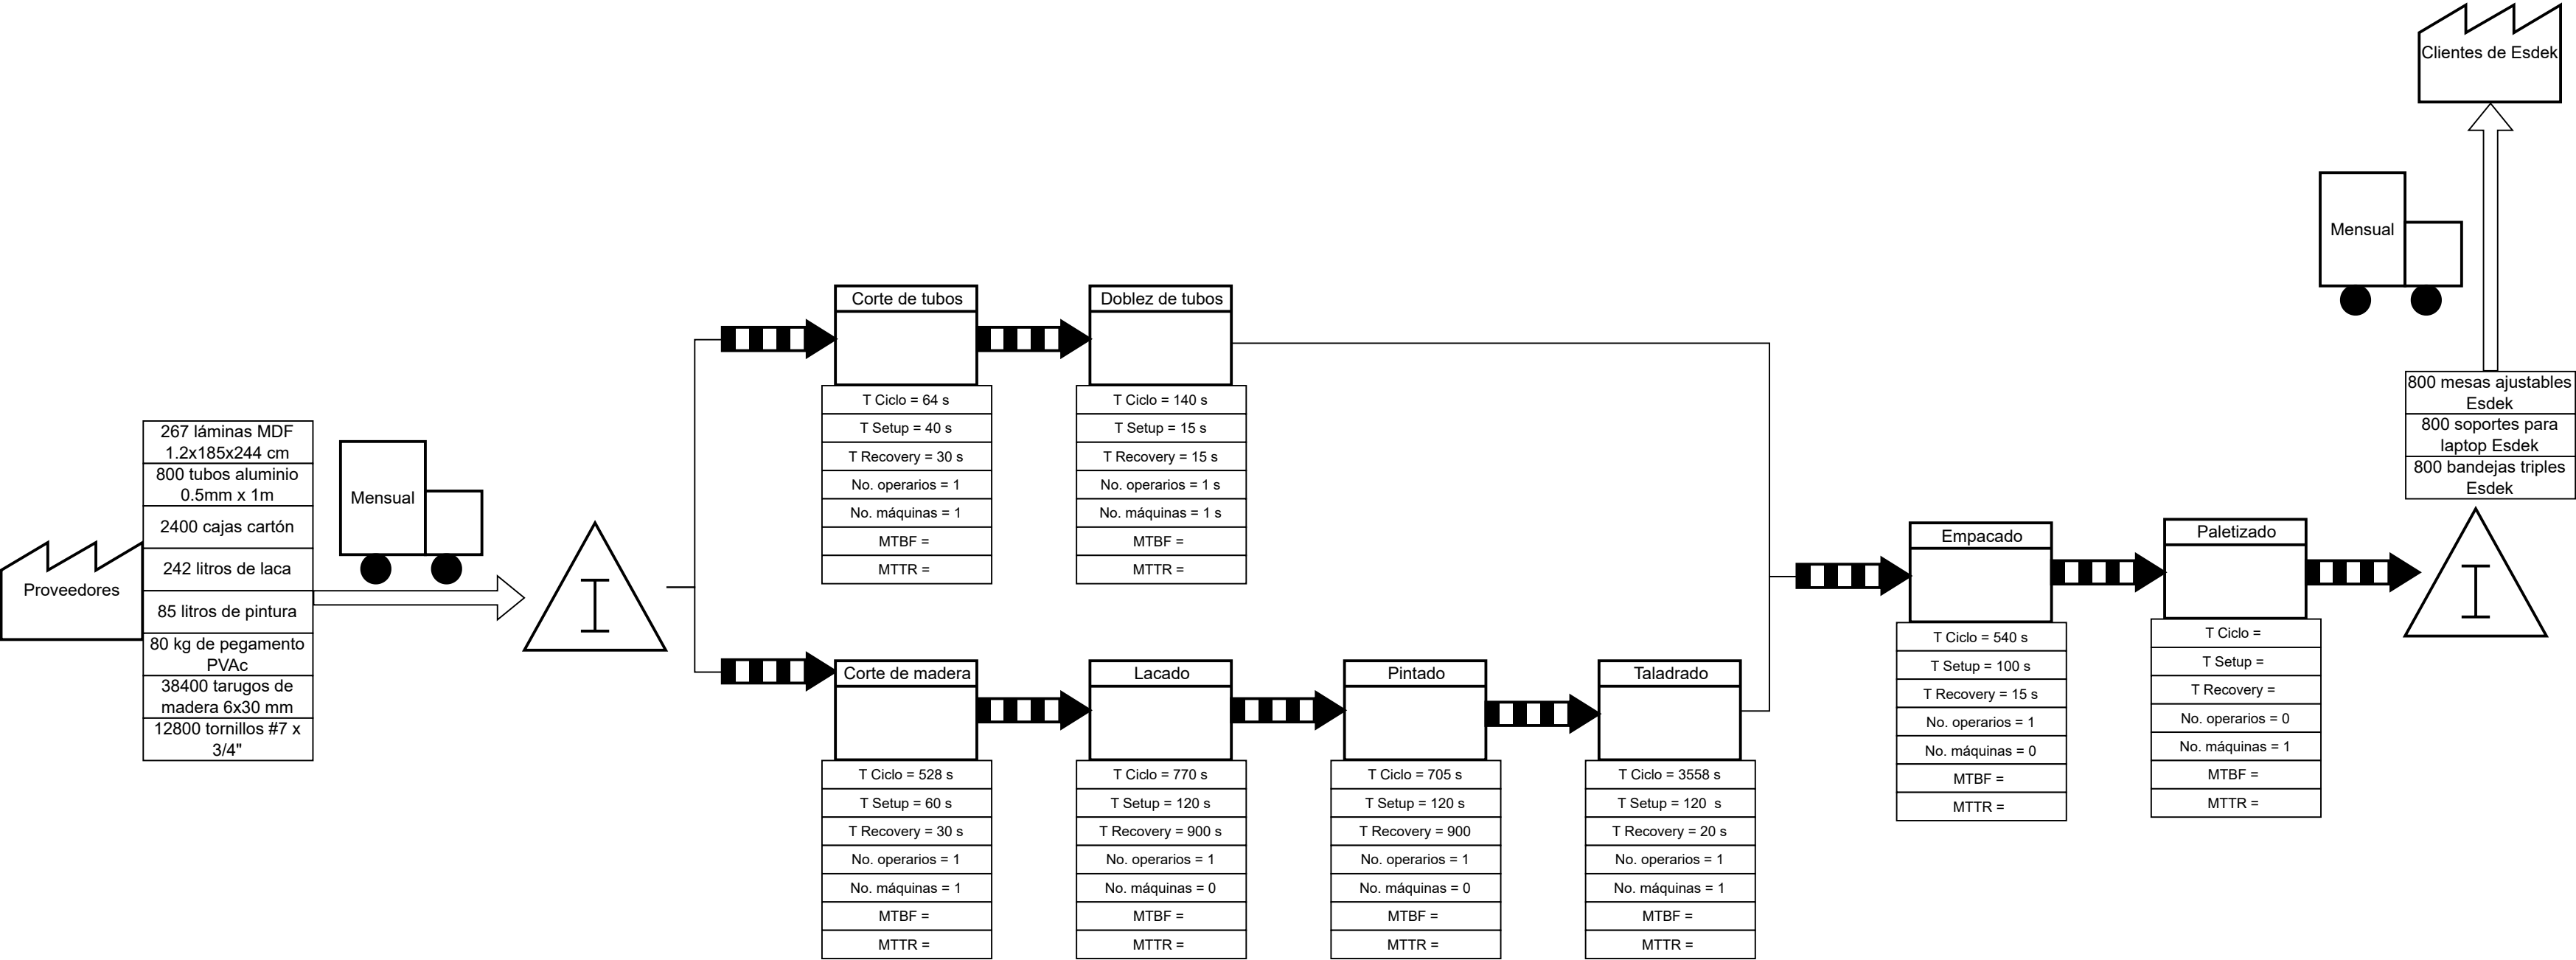 Clientes de Esdek
Mensual
800 mesas ajustables
Esdek
800 soportes para
laptop Esdek
800 bandejas triples
Esdek
Proveedores
267 láminas MDF
1.2x185x244 cm
800 tubos aluminio
0.5mm x 1m
2400 cajas cartón
242 litros de laca
85 litros de pintura
80 kg de pegamento
PVAc
38400 tarugos de
madera 6x30 mm
12800 tornillos #7 x
3/4"
Mensual
I
Corte de tubos
T Ciclo = 64 s
T Setup = 40 s
T Recovery = 30 s
No. operarios = 1
No. máquinas = 1
MTBF =
MTTR =
Doblez de tubos
T Ciclo = 140 s
T Setup = 15 s
T Recovery = 15 s
No. operarios = 1 s
No. máquinas = 1 s
MTBF =
MTTR =
Corte de madera
T Ciclo = 528 s
T Setup = 60 s
T Recovery = 30 s
No. operarios = 1
No. máquinas = 1
MTBF =
MTTR =
Lacado
T Ciclo = 770 s
T Setup = 120 s
T Recovery = 900 s
No. operarios = 1
No. máquinas = 0
MTBF =
MTTR =
Pintado
T Ciclo = 705 s
T Setup = 120 s
T Recovery = 900
No. operarios = 1
No. máquinas = 0
MTBF =
MTTR =
Taladrado
T Ciclo = 3558 s
T Setup = 120  s
T Recovery = 20 s
No. operarios = 1
No. máquinas = 1
MTBF =
MTTR =
Empacado
T Ciclo = 540 s
T Setup = 100 s
T Recovery = 15 s
No. operarios = 1
No. máquinas = 0
MTBF =
MTTR =
Paletizado
T Ciclo =
T Setup =
T Recovery =
No. operarios = 0
No. máquinas = 1
MTBF =
MTTR =
I